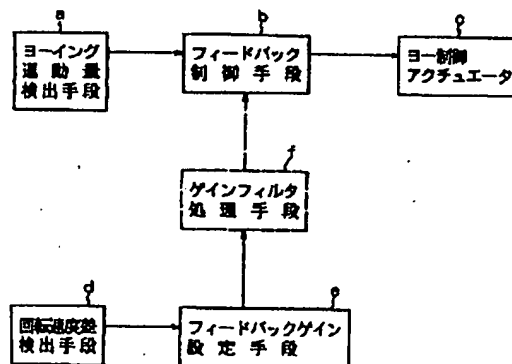 a
ヨーイング
運動量
検出手段
b
フィードバック
制御手段
c
ヨー制御
アクチュエータ
f
ゲインフィルタ
処理手段
d
回転速度差
検出手段
e
フィードバックゲイン
設定手段